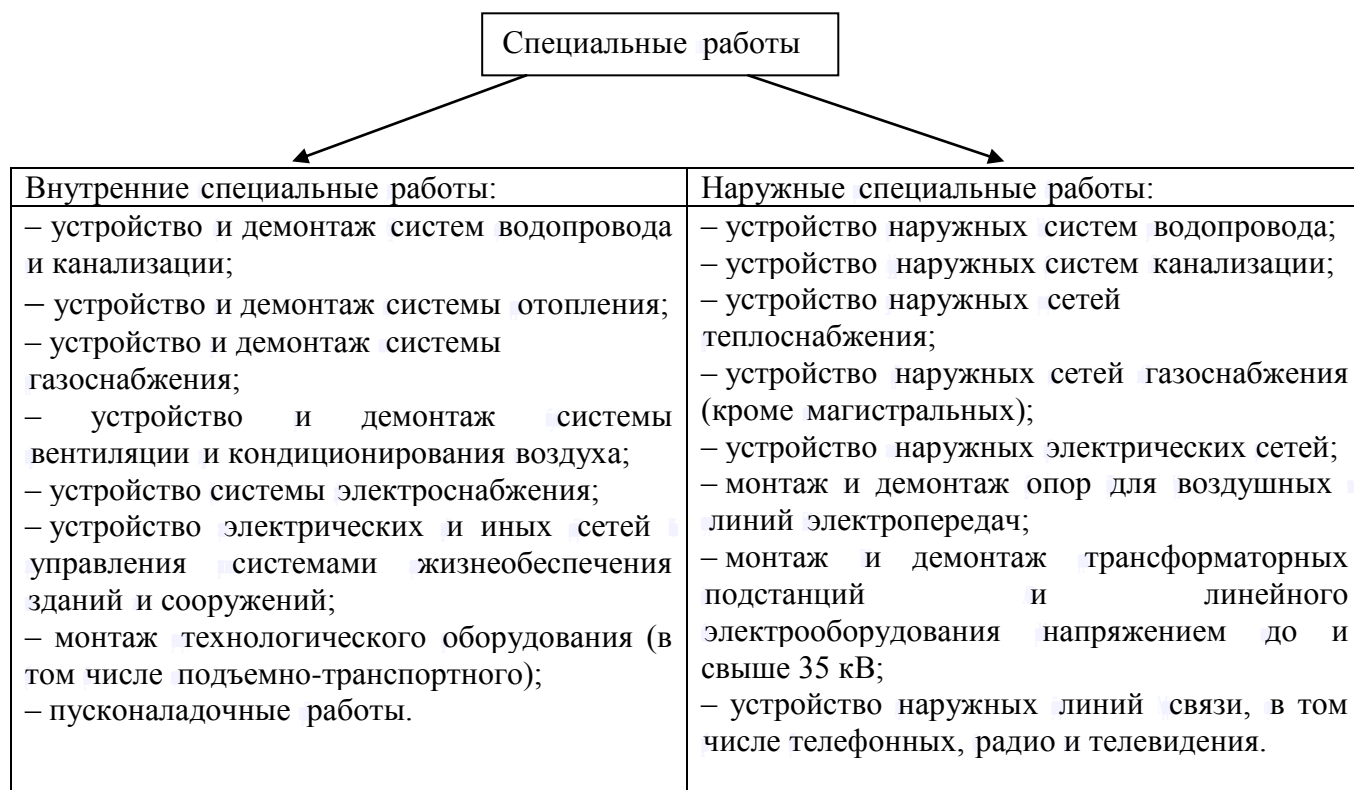 Специальные работы
Внутренние специальные работы:
– устройство и демонтаж систем водопровода
и канализации;
– устройство и демонтаж системы отопления;
– устройство и демонтаж системы
газоснабжения;
– устройство и демонтаж системы
вентиляции и кондиционирования воздуха;
– устройство системы электроснабжения;
– устройство электрических и иных сетей
управления системами жизнеобеспечения
зданий и сооружений;
– монтаж технологического оборудования (в
том числе подъемно-транспортного);
– пусконаладочные работы.
Наружные специальные работы:
– устройство наружных систем водопровода;
– устройство наружных систем канализации;
– устройство наружных сетей
теплоснабжения;
– устройство наружных сетей газоснабжения
(кроме магистральных);
– устройство наружных электрических сетей;
– монтаж и демонтаж опор для воздушных
линий электропередач;
– монтаж и демонтаж трансформаторных
подстанций и линейного
электрооборудования напряжением до и
свыше 35 кВ;
– устройство наружных линий связи, в том
числе телефонных, радио и телевидения.